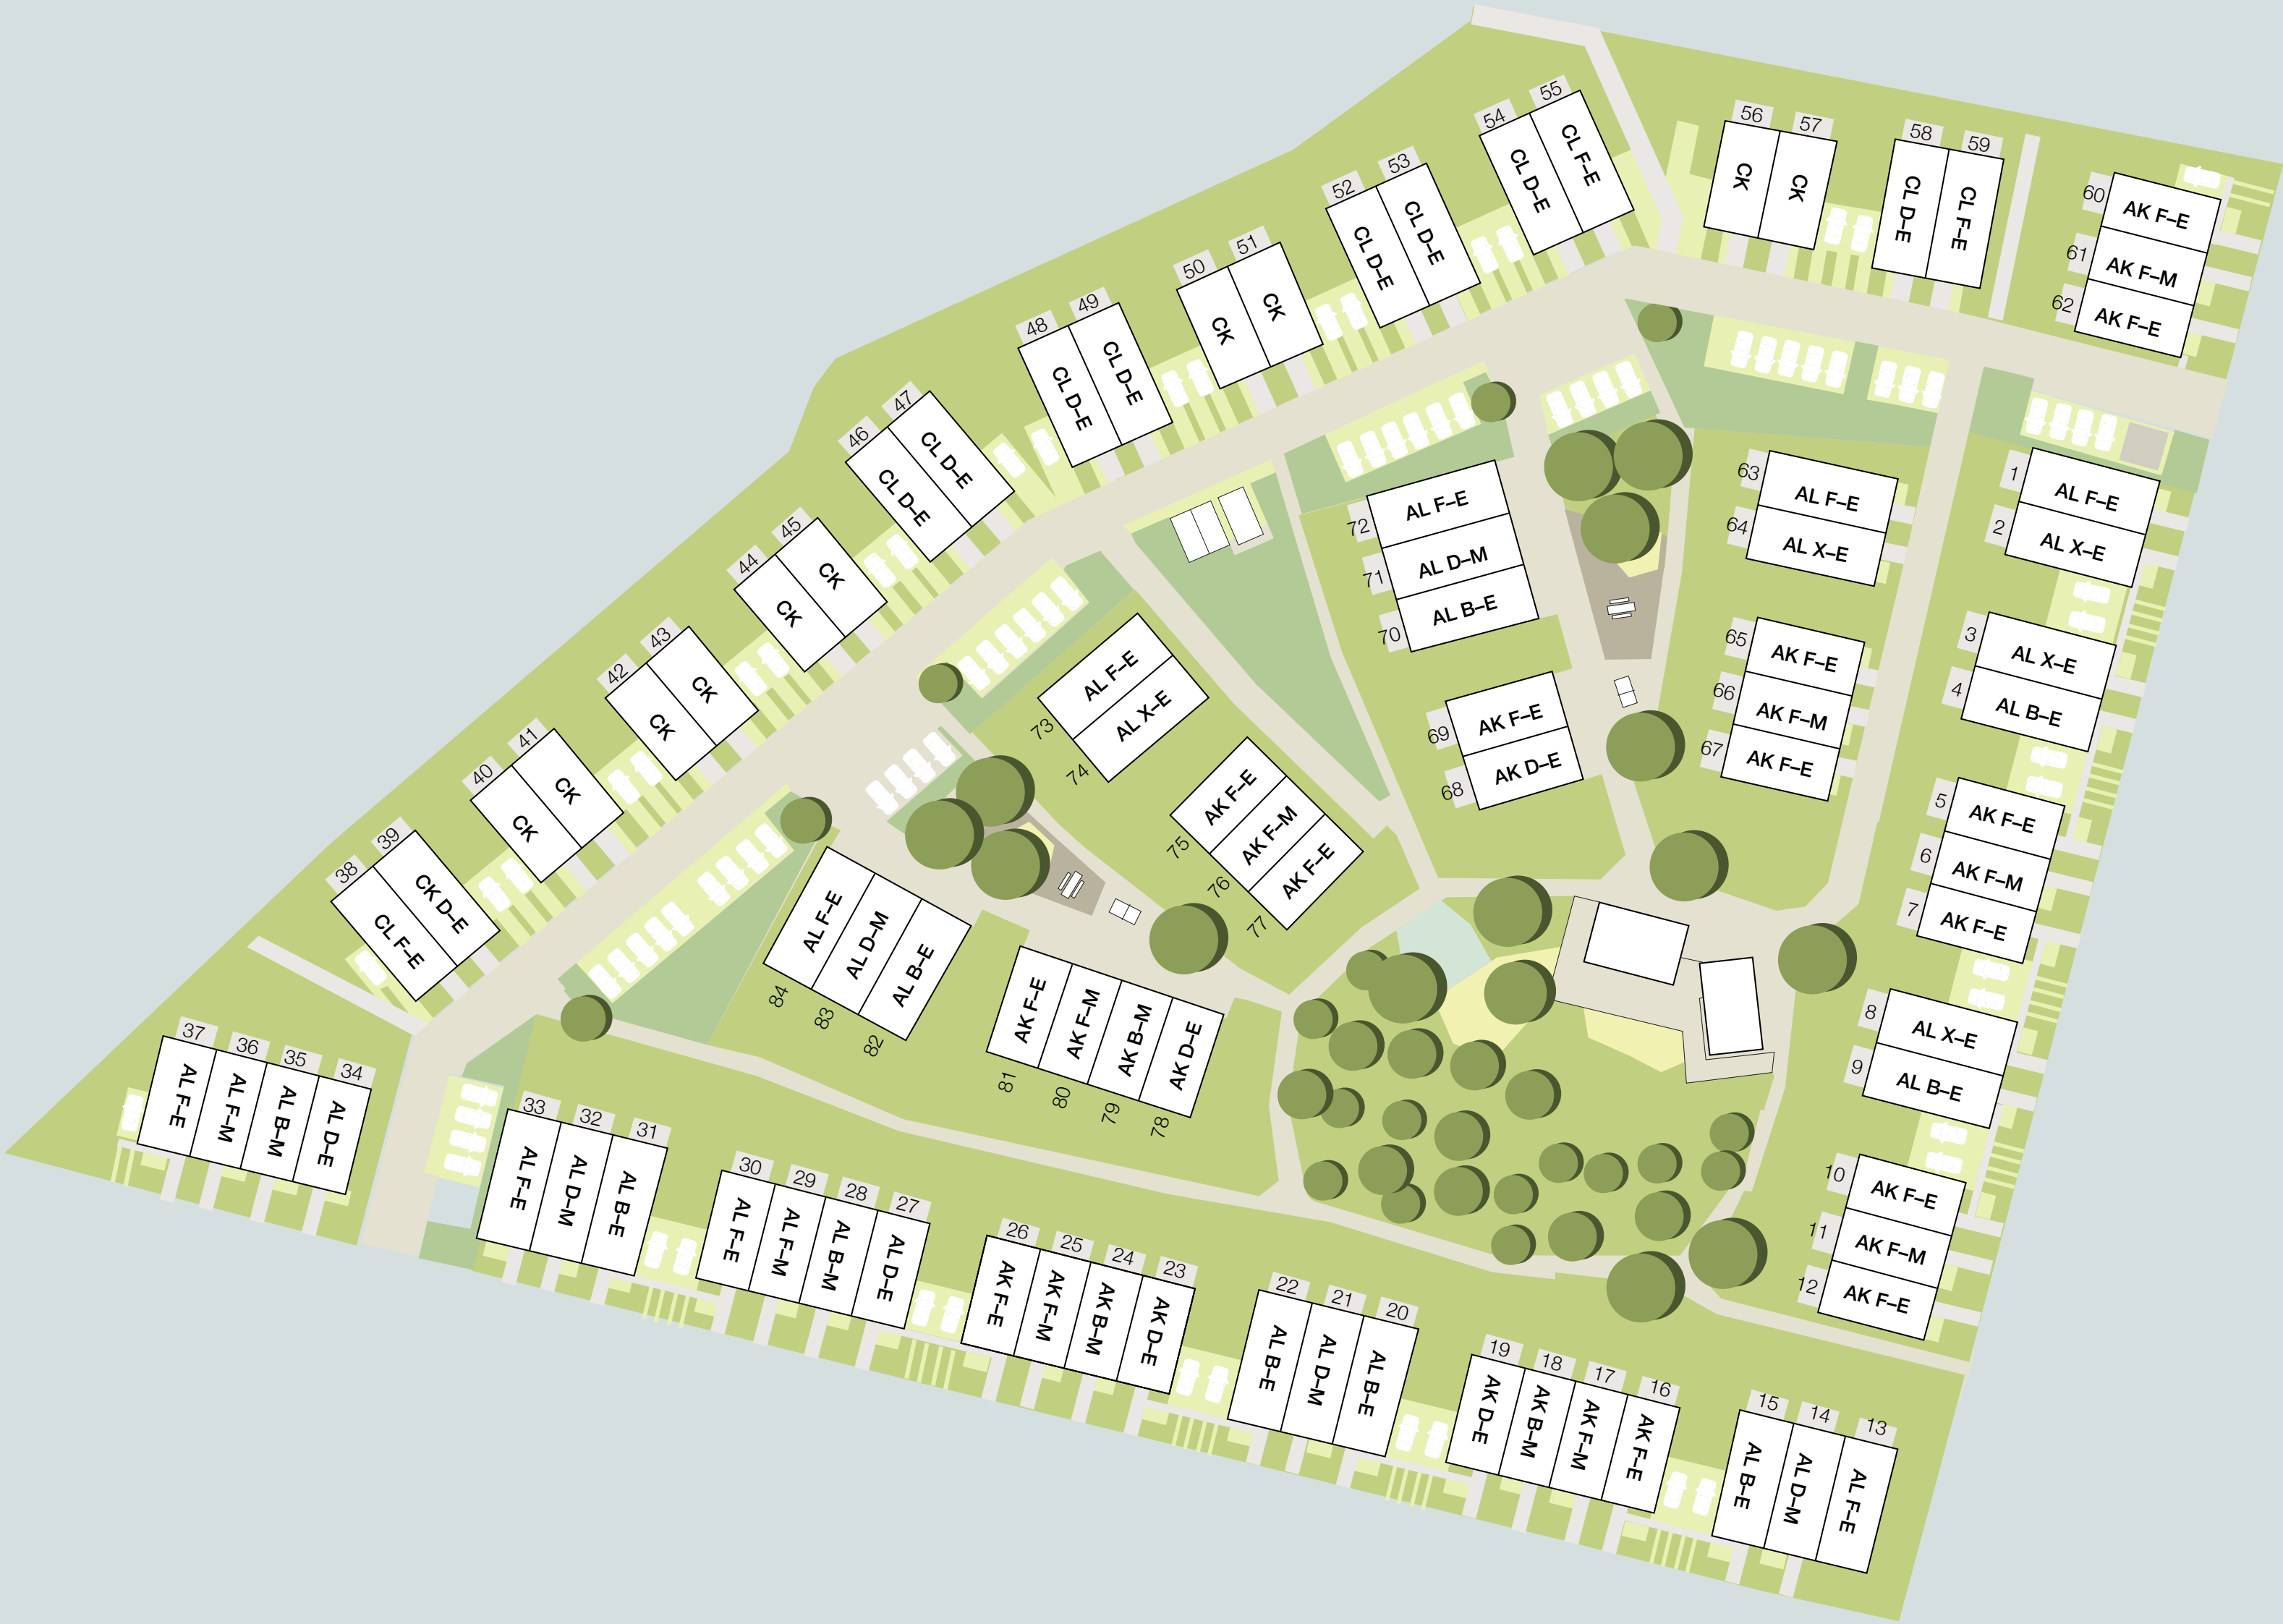 55
54
CL F–E
CL D–E
56
57
CK
CK
58
59
CL D–E
CL F–E
60
AK F–E
61
AK F–M
62
AK F–E
53
52
CL D–E
CL D–E
51
50
CK
CK
49
48
CL D–E
CL D–E
47
46
CL D–E
CL D–E
45
44
CK
CK
43
42
CK
CK
41
40
CK
CK
39
38
CK D–E
CL F–E
72
AL F–E
71
AL D–M
70
AL B–E
69
AK F–E
68
AK D–E
63
AL F–E
64
AL X–E
65
AK F–E
66
AK F–M
67
AK F–E
1
AL F–E
2
AL X–E
3
AL X–E
4
AL B–E
5
AK F–E
6
AK F–M
7
AK F–E
8
AL X–E
9
AL B–E
10
AK F–E
11
AK F–M
12
AK F–E
73
AL F–E
74
AL X–E
75
AK F–E
76
AK F–M
77
AK F–E
84
AL F–E
83
AL D–M
82
AL B–E
81
AK F–E
80
AK F–M
79
AK B–M
78
AK D–E
37
36
35
34
AL F–E
AL F–M
AL B–M
AL D–E
33
32
31
AL F–E
AL D–M
AL B–E
30
29
28
27
AL F–E
AL F–M
AL B–M
AL D–E
26
25
24
23
AK F–E
AK F–M
AK B–M
AK D–E
22
21
20
AL B–E
AL D–M
AL B–E
19
18
17
16
AK D–E
AK B–M
AK F–M
AK F–E
15
14
13
AL B–E
AL D–M
AL F–E